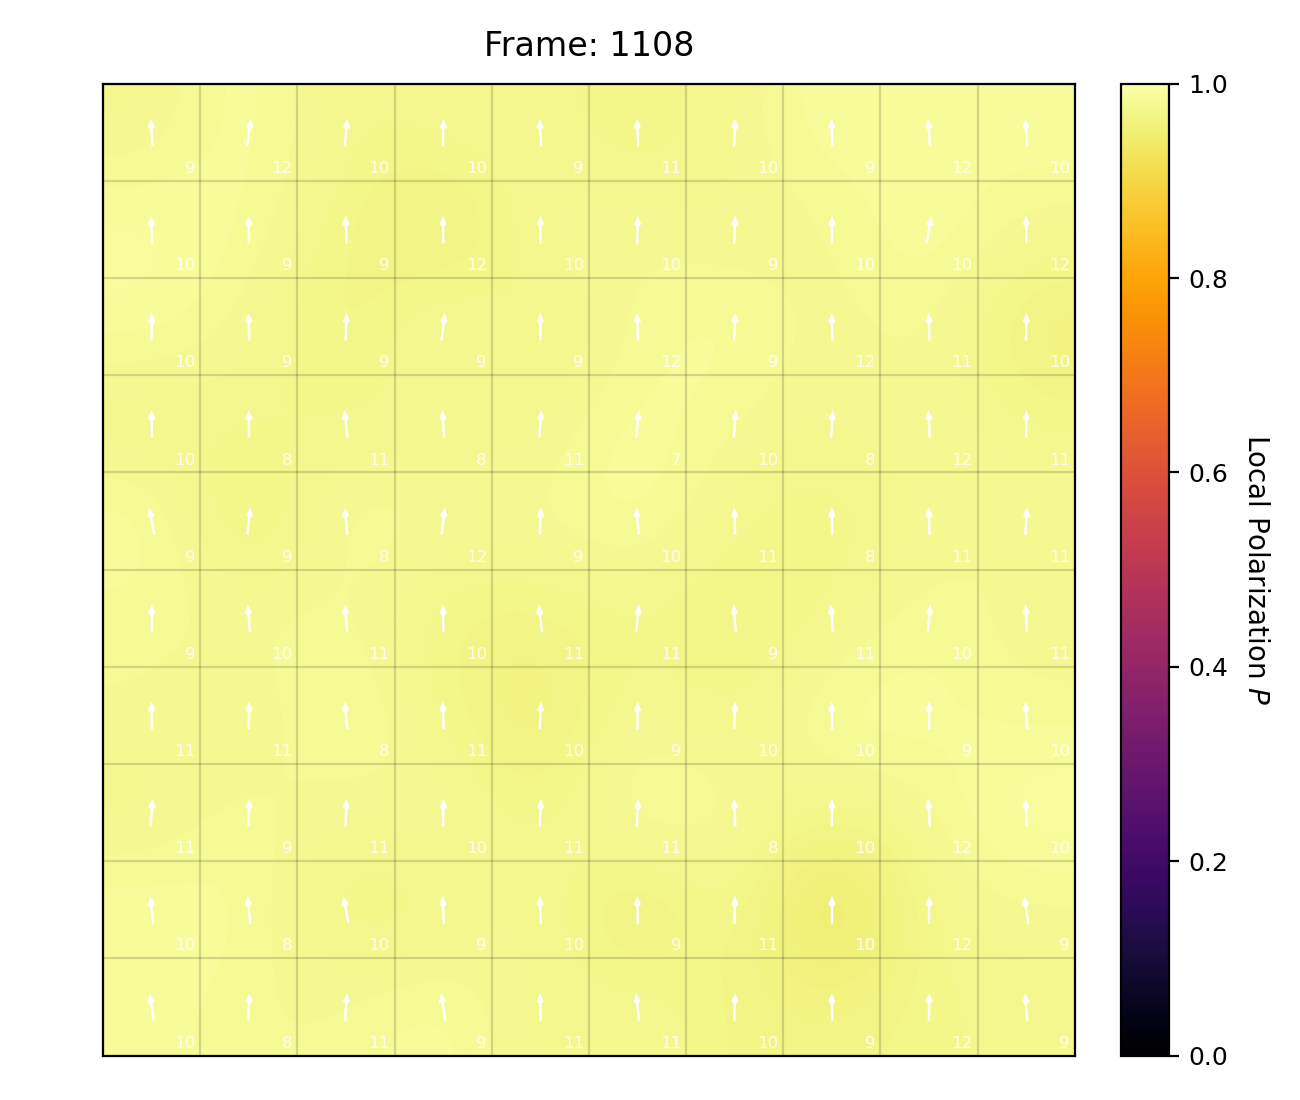 Frame: 1108
9 12 10 10 9 11 10 9 12 10
10 9 9 12 10 10 9 10 10 12
10 9 9 9 9 12 9 12 11 10
10 8 11 8 11 7 10 8 12 11
9 9 8 12 9 10 11 8 11 11
9 10 11 10 11 11 9 11 10 11
11 11 8 11 10 9 10 10 9 10
11 9 11 10 11 11 8 10 12 10
10 8 10 9 10 9 11 10 12 9
10 8 11 9 11 11 10 9 12 9
1.0
0.8
0.6
0.4
0.2
0.0
Local Polarization P